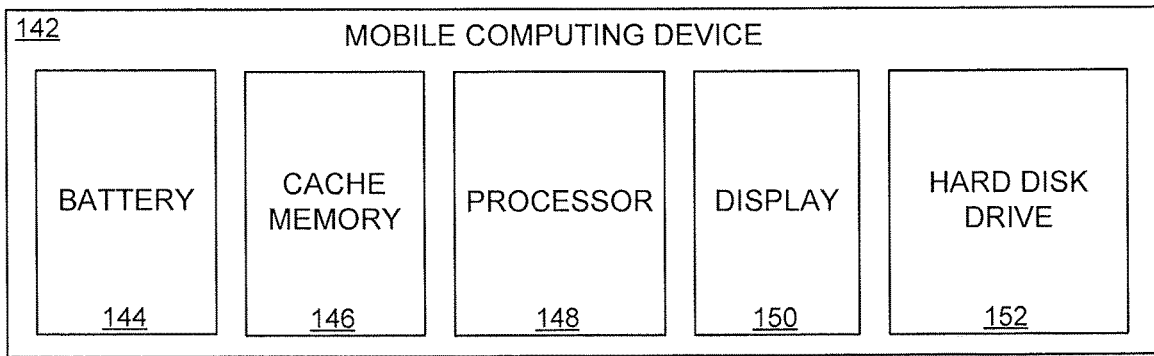 142
MOBILE COMPUTING DEVICE
BATTERY
144
CACHE
MEMORY
146
PROCESSOR
148
DISPLAY
150
HARD DISK
DRIVE
152